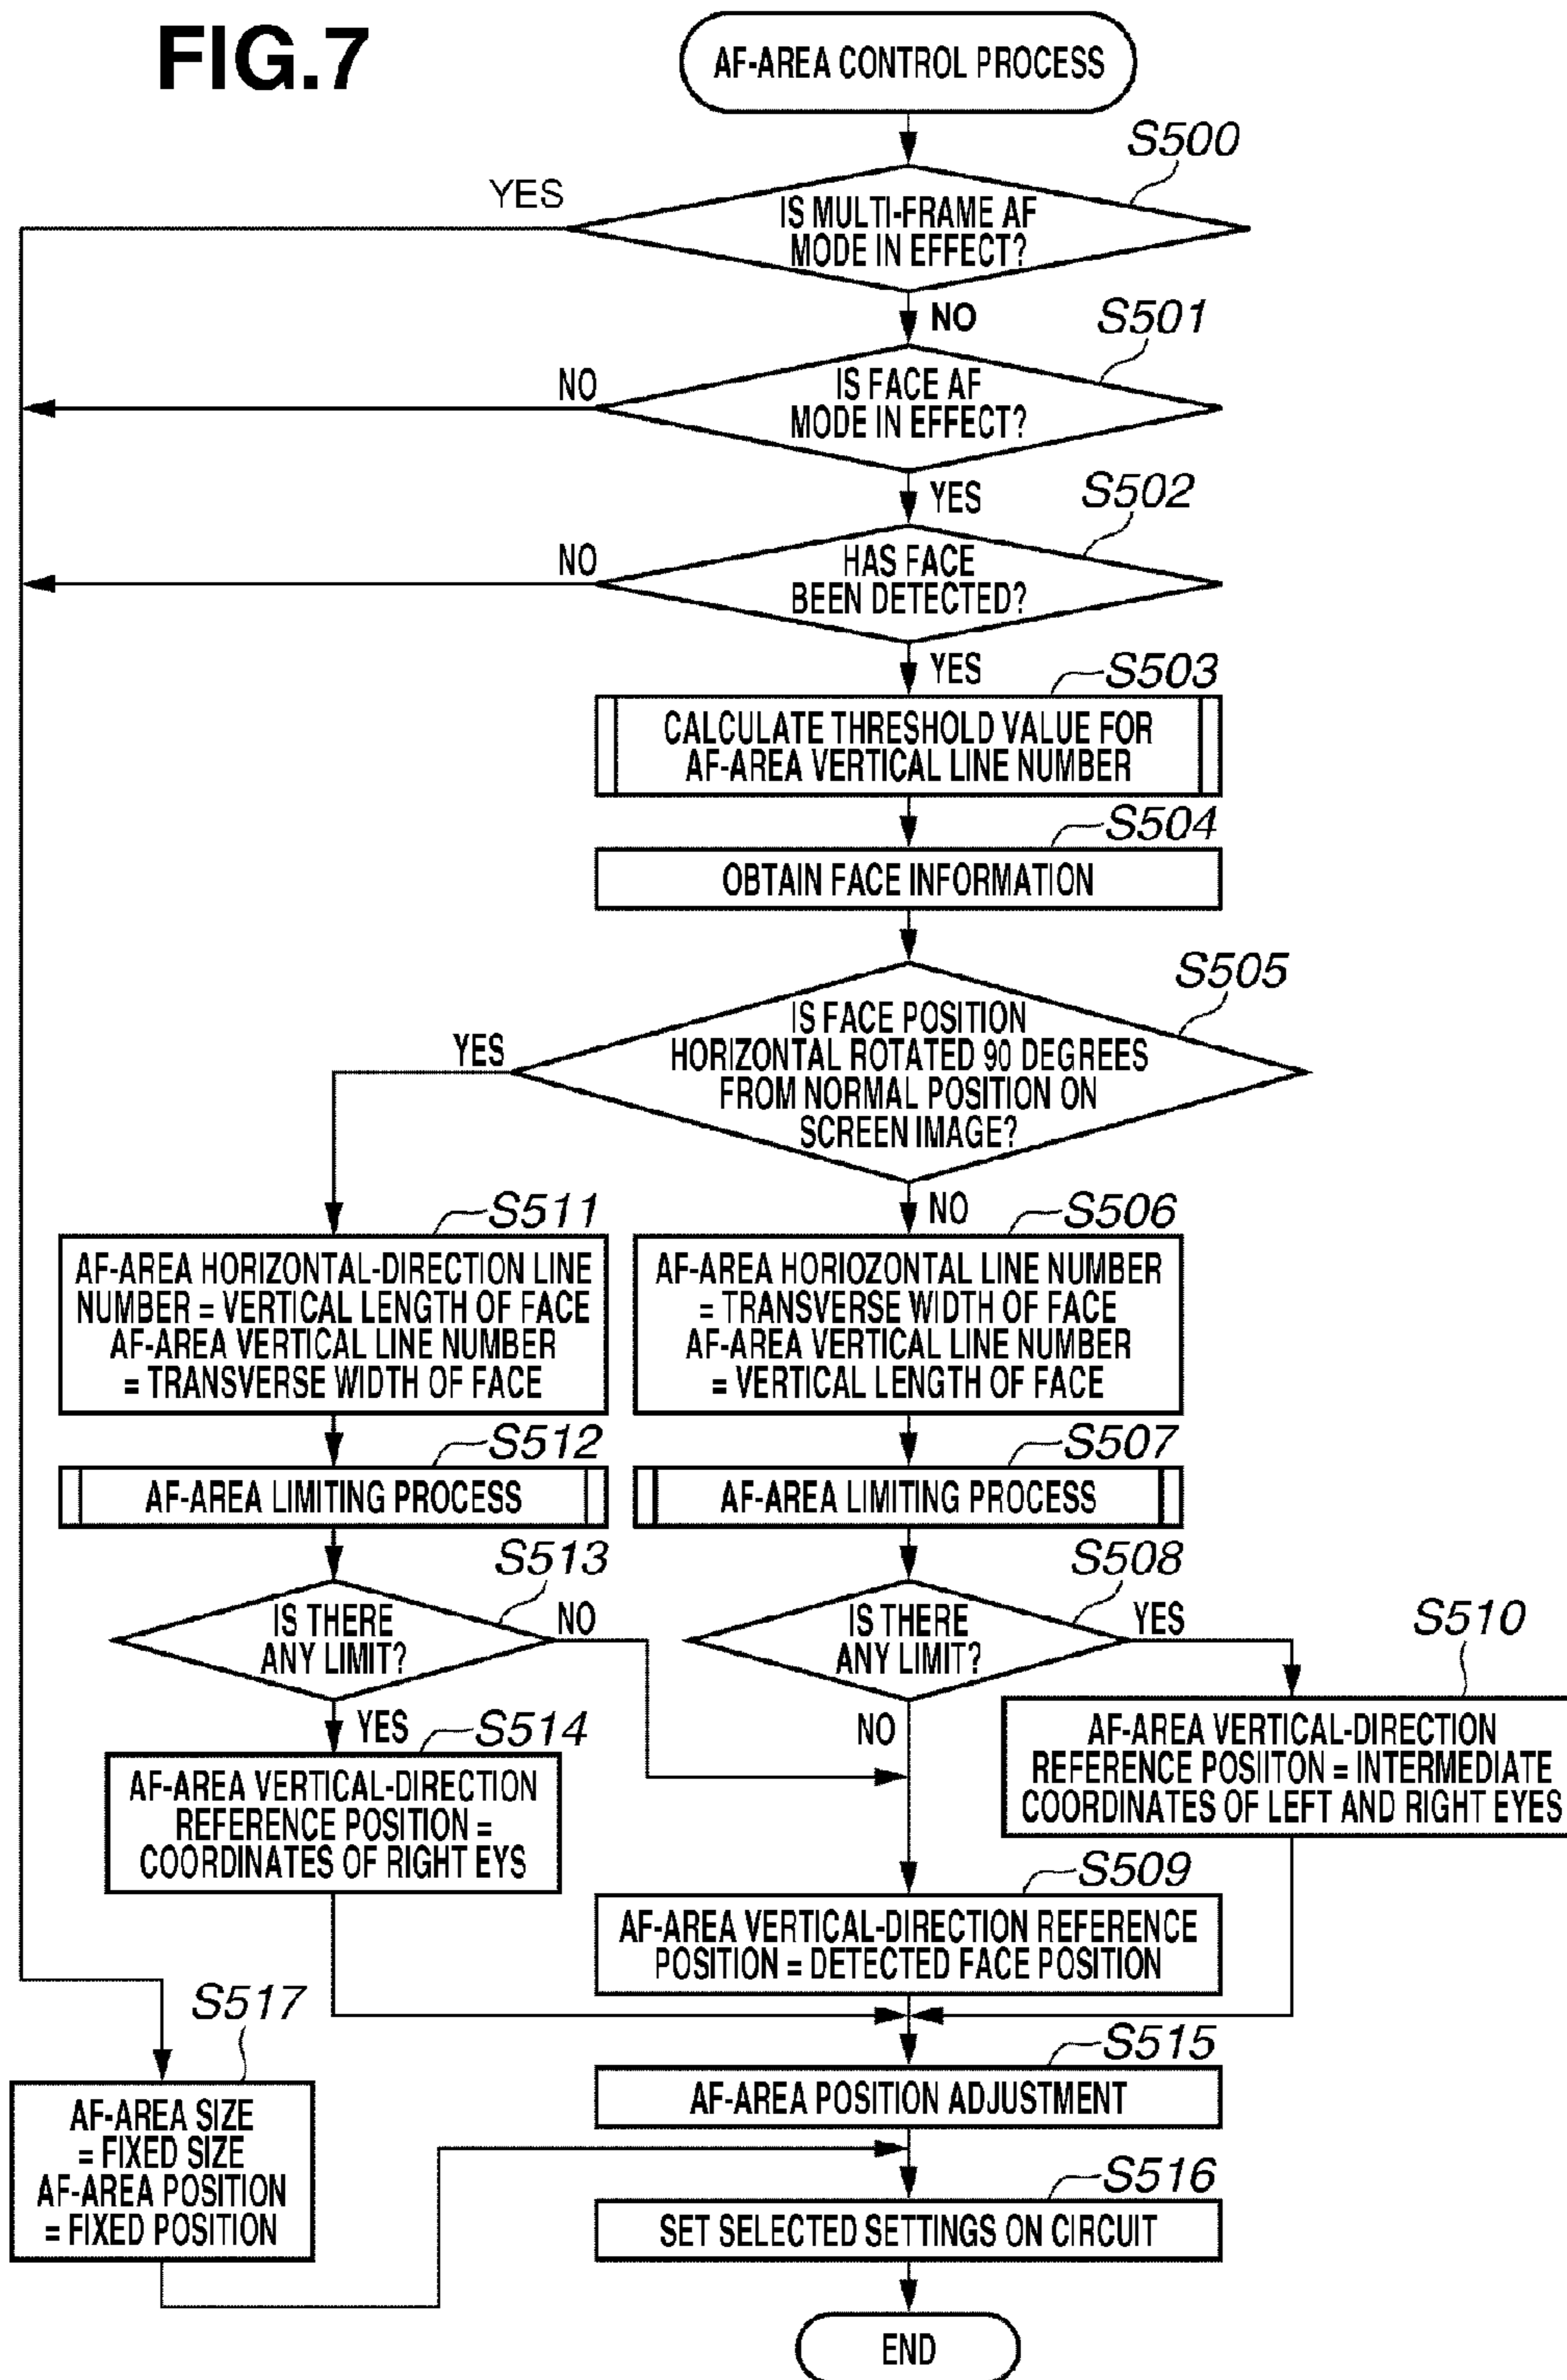 FIG.7
AF-AREA CONTROL PROCESS
S500
YES
IS MULTI-FRAME AF
MODE IN EFFECT?
NO
S501
NO
IS FACE AF
MODE IN EFFECT?
YES
S502
NO
HAS FACE
BEEN DETECTED?
YES
S503
CALCULATE THRESHOLD VALUE FOR
AF-AREA VERTICAL LINE NUMBER
S504
OBTAIN FACE INFORMATION
S505
YES
IS FACE POSITION
HORIZONTAL ROTATED 90 DEGREES
FROM NORMAL POSITION ON
SCREEN IMAGE?
NO
S511
AF-AREA HORIZONTAL-DIRECTION LINE
NUMBER = VERTICAL LENGTH OF FACE
AF-AREA VERTICAL LINE NUMBER
= TRANSVERSE WIDTH OF FACE
S506
AF-AREA HORIOZONTAL LINE NUMBER
= TRANSVERSE WIDTH OF FACE
AF-AREA VERTICAL LINE NUMBER
= VERTICAL LENGTH OF FACE
S512
AF-AREA LIMITING PROCESS
S507
AF-AREA LIMITING PROCESS
S513
IS THERE
ANY LIMIT?
NO
YES
S508
IS THERE
ANY LIMIT?
YES
NO
S510
AF-AREA VERTICAL-DIRECTION
REFERENCE POSIITON = INTERMEDIATE
COORDINATES OF LEFT AND RIGHT EYES
S514
AF-AREA VERTICAL-DIRECTION
REFERENCE POSITION =
COORDINATES OF RIGHT EYS
S509
AF-AREA VERTICAL-DIRECTION REFERENCE
POSITION = DETECTED FACE POSITION
S517
AF-AREA SIZE
= FIXED SIZE
AF-AREA POSITION
= FIXED POSITION
S515
AF-AREA POSITION ADJUSTMENT
S516
SET SELECTED SETTINGS ON CIRCUIT
END